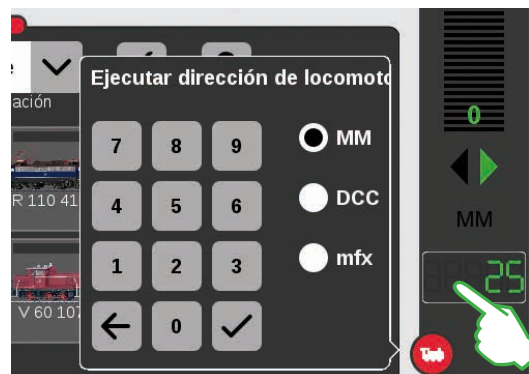 e
Ejecutar dirección de locomoto
ación
7 8 9
MM
0
R 110 41
4 5 6
DCC
MM
1 2 3
mfx
25
V 60 107
0